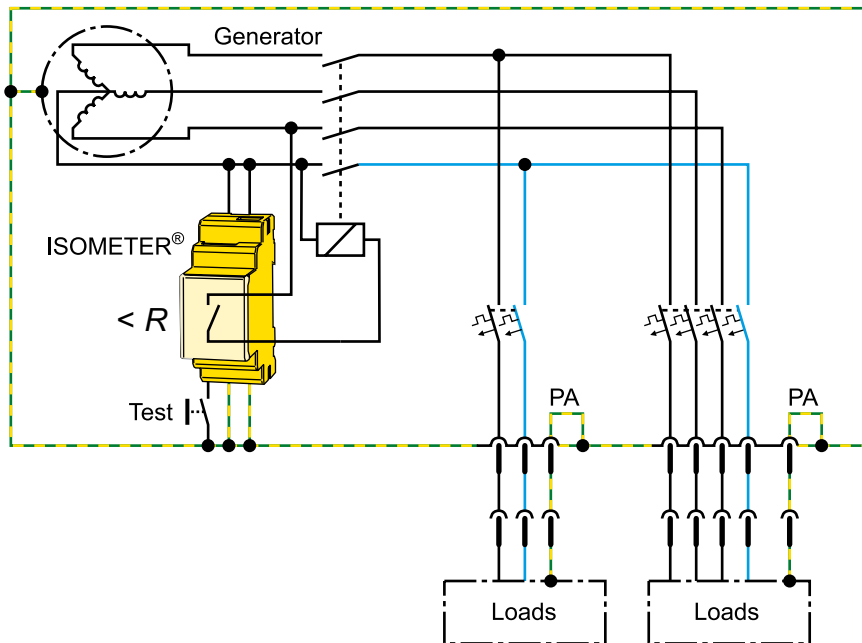 Generator
ISOMETER®
< R
Test
PA
PA
Loads
Loads